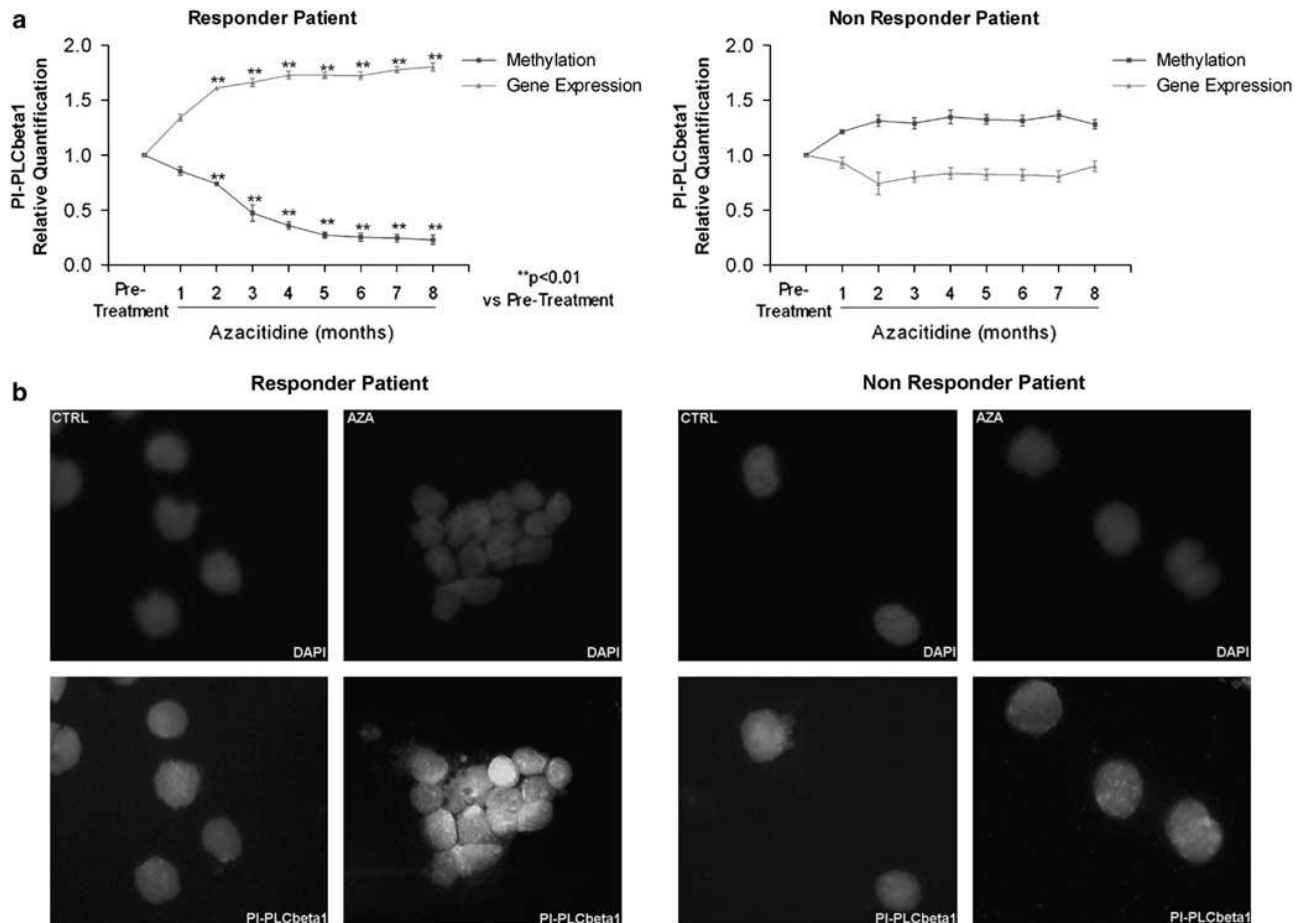 a
Responder Patient
PI-PLCbeta1
Relative Quantification
2.0
1.5
1.0
0.5
0.0
** ** ** ** ** ** **
** ** ** ** ** ** **
Methylation
Gene Expression
Pre-
Treatment
1 2 3 4 5 6 7 8
Azacitidine (months)
**p<0.01
vs Pre-Treatment
Non Responder Patient
PI-PLCbeta1
Relative Quantification
2.0
1.5
1.0
0.5
0.0
Methylation
Gene Expression
Pre-
Treatment
1 2 3 4 5 6 7 8
Azacitidine (months)
b
Responder Patient
CTRL
DAPI
AZA
DAPI
PI-PLCbeta1
PI-PLCbeta1
Non Responder Patient
CTRL
DAPI
AZA
DAPI
PI-PLCbeta1
PI-PLCbeta1